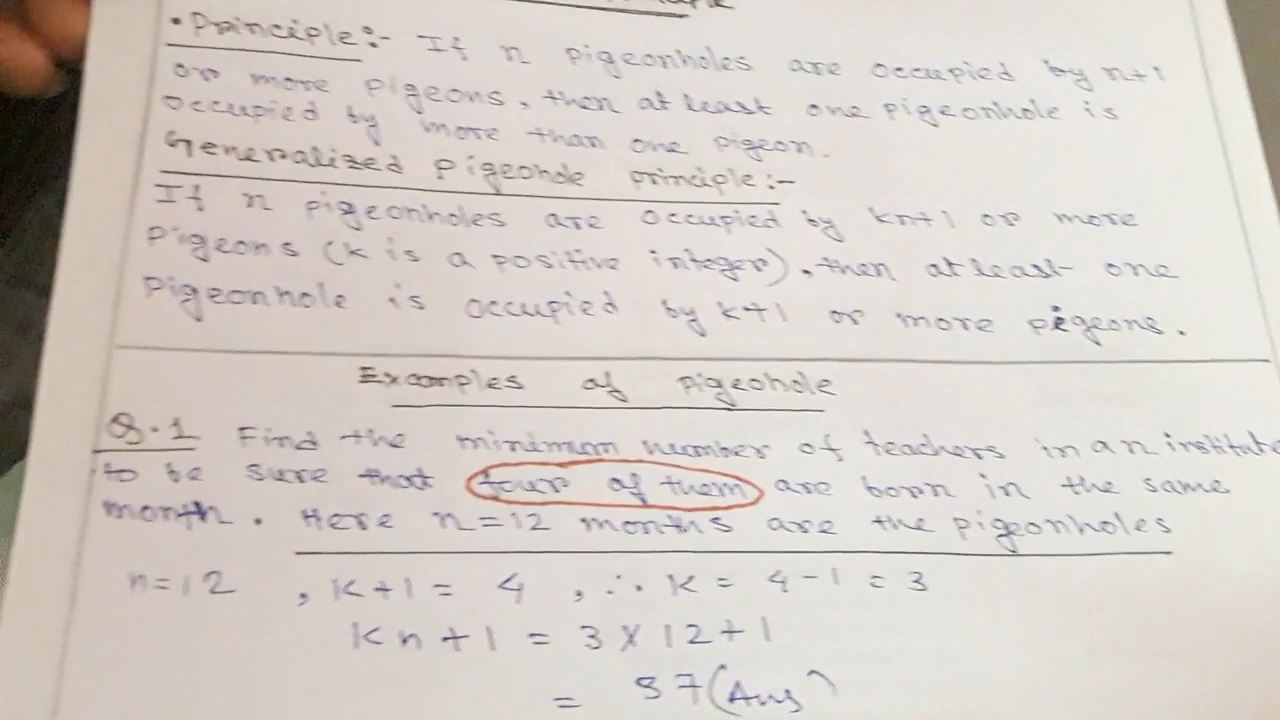 • Principle:- If n pigeonholes are occupied by n+1
or more pigeons, then at least one pigeonhole is
occupied by more than one pigeon.
Generalized pigeohole principle:-
If n pigeonholes are occupied by kn+1 or more
pigeons (k is a positive integer), then at least one
pigeonhole is occupied by k+1 or more pigeons.
Examples of pigeohole
Q.1 Find the minimum number of teachers in an institute
to be sure that four of them are born in the same
month. Here n=12 months are the pigeonholes
n=12 , k+1 = 4 , ∴ k = 4-1 = 3
kn+1 = 3×12+1
= 37 (Ans)